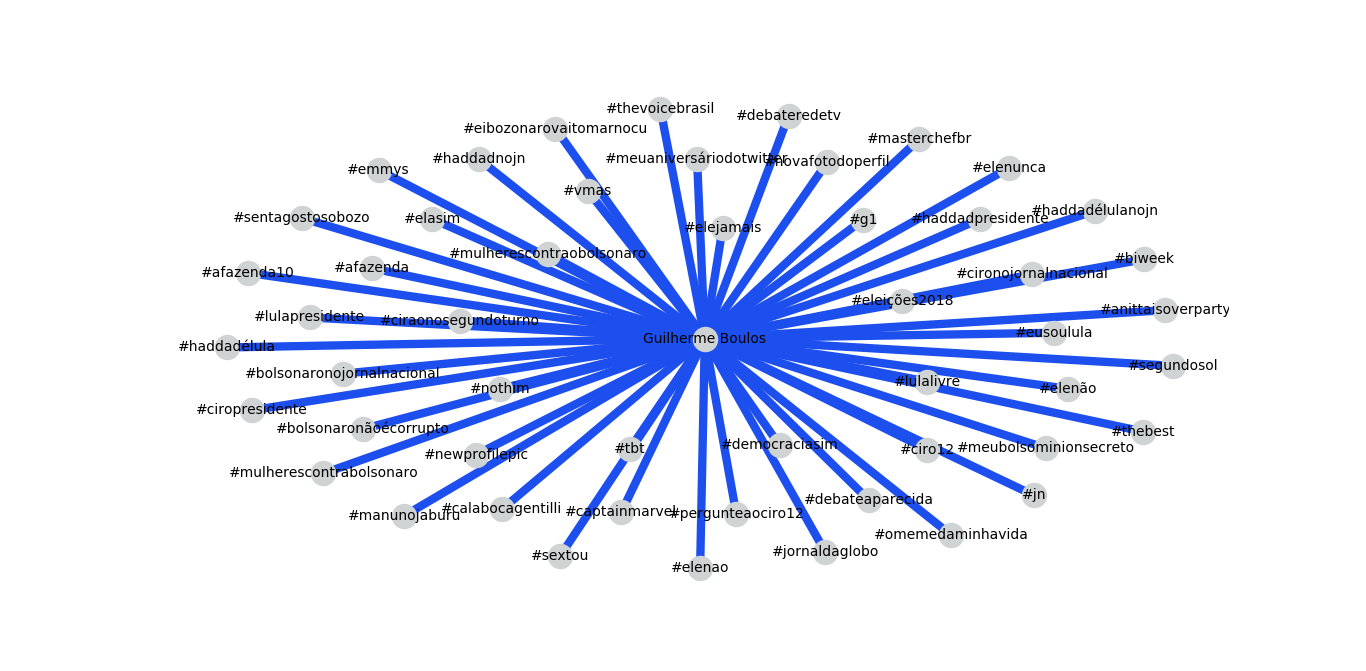 #thevoicebrasil
#debateredetv
#eibozonarovaitomarnocu
#masterchefbr
#haddadnojn
#meuaniversáriodotwitter
#novafotodoperfil
#emmys
#elenunca
#vmas
#sentagostosobozo
#elasim
#elejamais
#g1
#haddadpresidente
#haddadélulanojn
#mulherescontraobolsonaro
#biweek
#afazenda10
#afazenda
#cironojornalnacional
#eleições2018
#anittaisoverparty
#lulapresidente
#ciraonosegundoturno
#eusoulula
Guilherme Boulos
#haddadélula
#segundosol
#bolsonaronojornalnacional
#nothim
#lulalivre
#elenão
#ciropresidente
#bolsonaronãoécorrupto
#thebest
#newprofilepic
#tbt
#democraciasim
#ciro12
#meubolsominionsecreto
#mulherescontrabolsonaro
#jn
#debateaparecida
#manunojaburu
#calabocagentilli
#captainmarvel
#pergunteaociro12
#omemedaminhavida
#sextou
#jornaldaglobo
#elenao